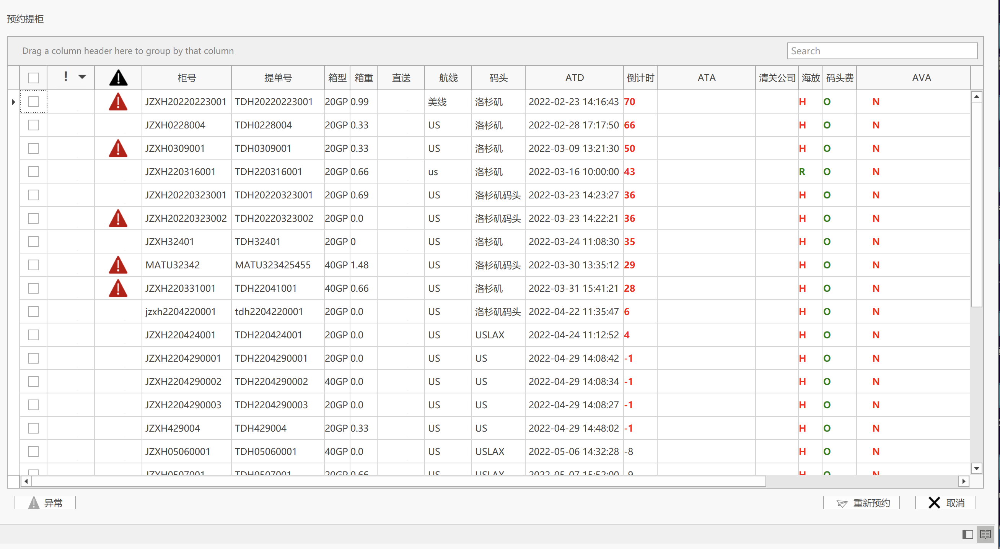 预约提柜
Drag a column header here to group by that column Search
! 柜号 提单号 箱型 箱重 直送 航线 码头 ATD 倒计时 ATA 清关公司 海放 码头费 AVA
JZXH20220223001 TDH20220223001 20GP 0.99 美线 洛杉矶 2022-02-23 14:16:43 70 H O N
JZXH0228004 TDH0228004 20GP 0.33 US 洛杉矶 2022-02-28 17:17:50 66 H O N
JZXH0309001 TDH0309001 20GP 0.33 US 洛杉矶 2022-03-09 13:21:30 50 H O N
JZXH220316001 TDH220316001 20GP 0.66 us 洛杉矶 2022-03-16 10:00:00 43 R O N
JZXH20220323001 TDH20220323001 20GP 0.69 US 洛杉矶码头 2022-03-23 14:23:27 36 H O N
JZXH20220323002 TDH20220323002 20GP 0.0 US 洛杉矶码头 2022-03-23 14:22:21 36 H O N
JZXH32401 TDH32401 20GP 0 US 洛杉矶 2022-03-24 11:08:30 35 H O N
MATU32342 MATU323425455 40GP 1.48 US 洛杉矶码头 2022-03-30 13:35:12 29 H O N
JZXH220331001 TDH22041001 40GP 0.66 US 洛杉矶 2022-03-31 15:41:21 28 H O N
jzxh2204220001 tdh2204220001 20GP 0.0 US 洛杉矶码头 2022-04-22 11:35:47 6 H O N
JZXH220424001 TDH220424001 20GP 0.0 US USLAX 2022-04-24 11:12:52 4 H O N
JZXH2204290001 TDH2204290001 20GP 0.0 US US 2022-04-29 14:08:42 -1 H O N
JZXH2204290002 TDH2204290002 40GP 0.0 US US 2022-04-29 14:08:34 -1 H O N
JZXH2204290003 TDH2204290003 20GP 0.0 US US 2022-04-29 14:08:27 -1 H O N
JZXH429004 TDH429004 20GP 0.33 US US 2022-04-29 14:48:02 -1 H O N
JZXH05060001 TDH05060001 40GP 0.0 US USLAX 2022-05-06 14:32:28 -8 H O N
JZXH0507001 TDH0507001 20GP 0.66 US USLAX 2022-05-07 15:52:00 -9 H O N
异常 重新预约 取消